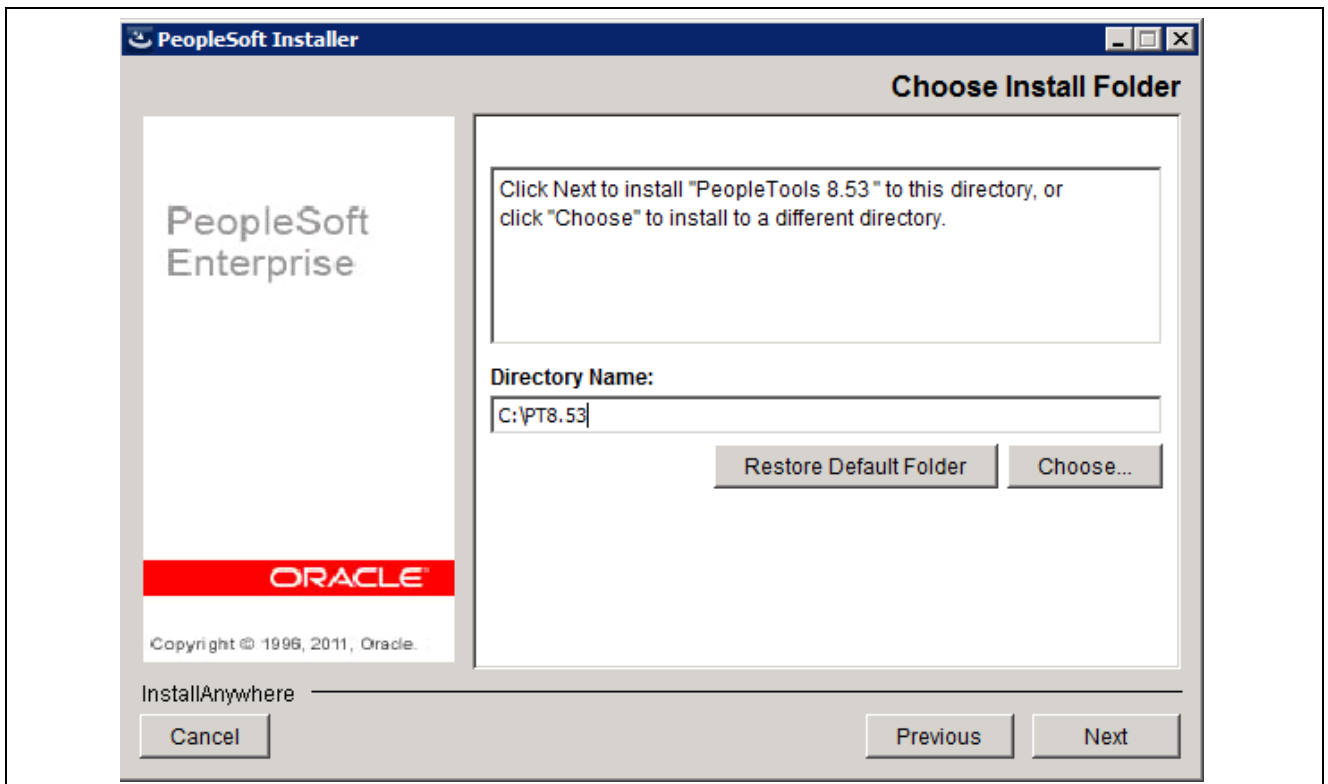 PeopleSoft Installer
Choose Install Folder
PeopleSoft
Enterprise
Click Next to install "PeopleTools 8.53" to this directory, or
click "Choose" to install to a different directory.
Directory Name:
C:\PT8.53
Restore Default Folder
Choose...
ORACLE
Copyright © 1996, 2011, Oracle.
InstallAnywhere
Cancel
Previous
Next